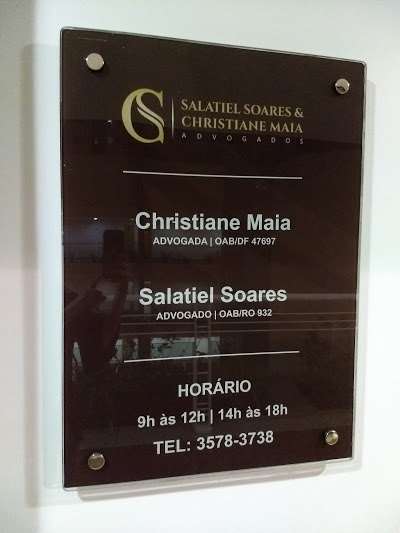 CS
SALATIEL SOARES &
CHRISTIANE MAIA
ADVOGADOS
Christiane Maia
ADVOGADA | OAB/DF 47697
Salatiel Soares
ADVOGADO | OAB/RO 932
HORÁRIO
9h às 12h | 14h às 18h
TEL: 3578-3738